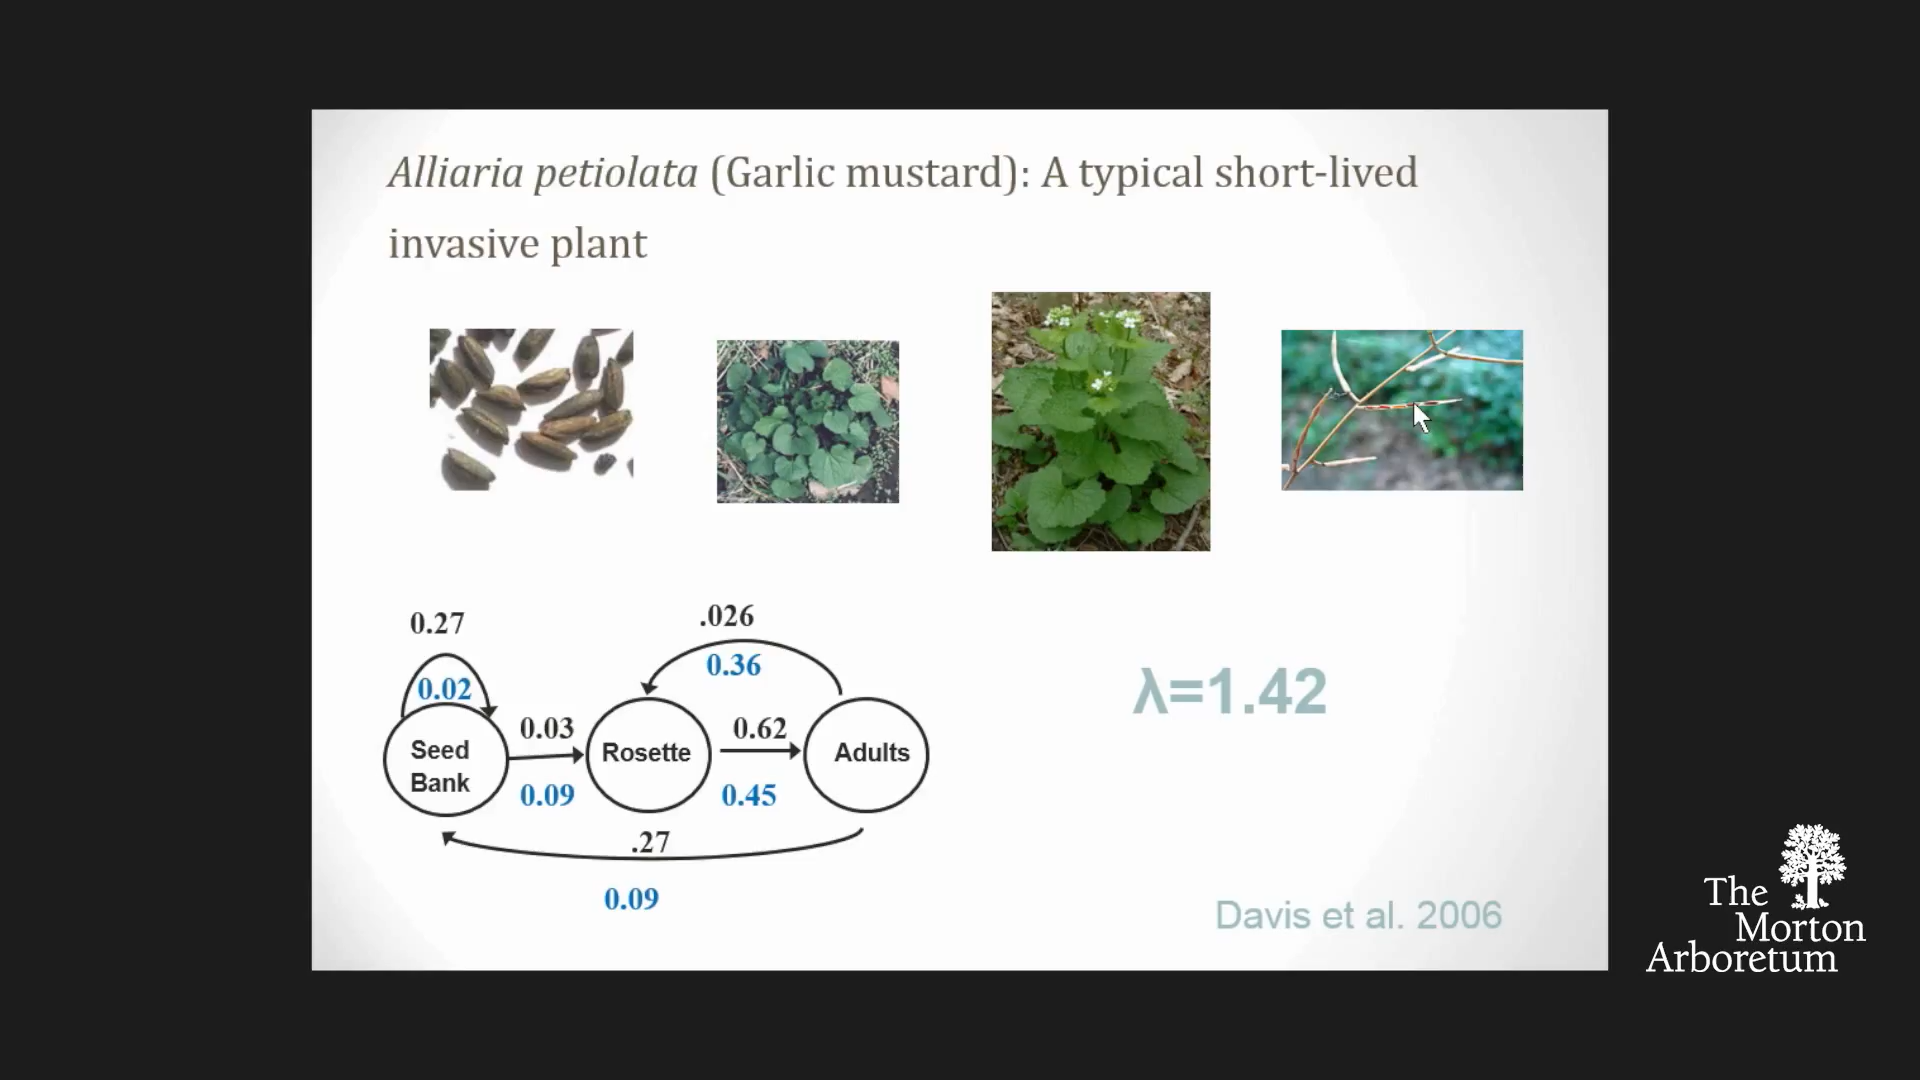 Alliaria petiolata (Garlic mustard): A typical short-lived
invasive plant
0.27
.026
0.02
0.36
0.03
0.62
Seed
Bank
Rosette
Adults
0.09
0.45
.27
0.09
λ=1.42
Davis et al. 2006
The
Morton
Arboretum